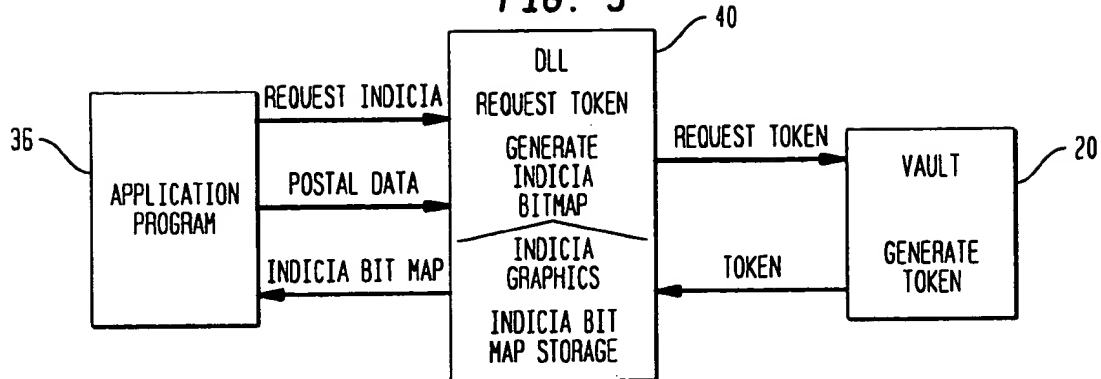 FIG. 5
40
DLL
REQUEST TOKEN
GENERATE
INDICIA
BITMAP
INDICIA
GRAPHICS
INDICIA BIT
MAP STORAGE
36
APPLICATION
PROGRAM
REQUEST INDICIA
POSTAL DATA
INDICIA BIT MAP
REQUEST TOKEN
TOKEN
20
VAULT
GENERATE
TOKEN